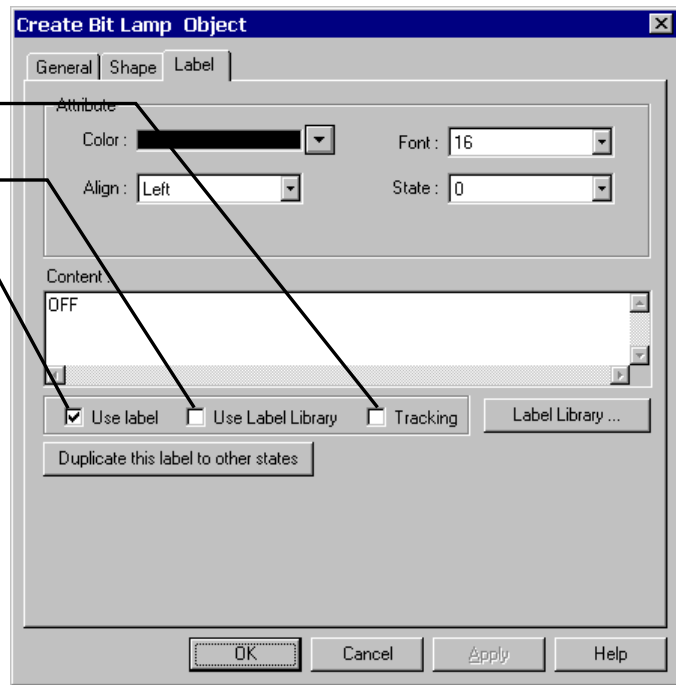 Create Bit Lamp Object
General Shape Label
Attribute
Color : Font : 16
Align : Left State : 0
Content :
OFF
Use label Use Label Library Tracking Label Library ...
Duplicate this label to other states
OK Cancel Apply Help